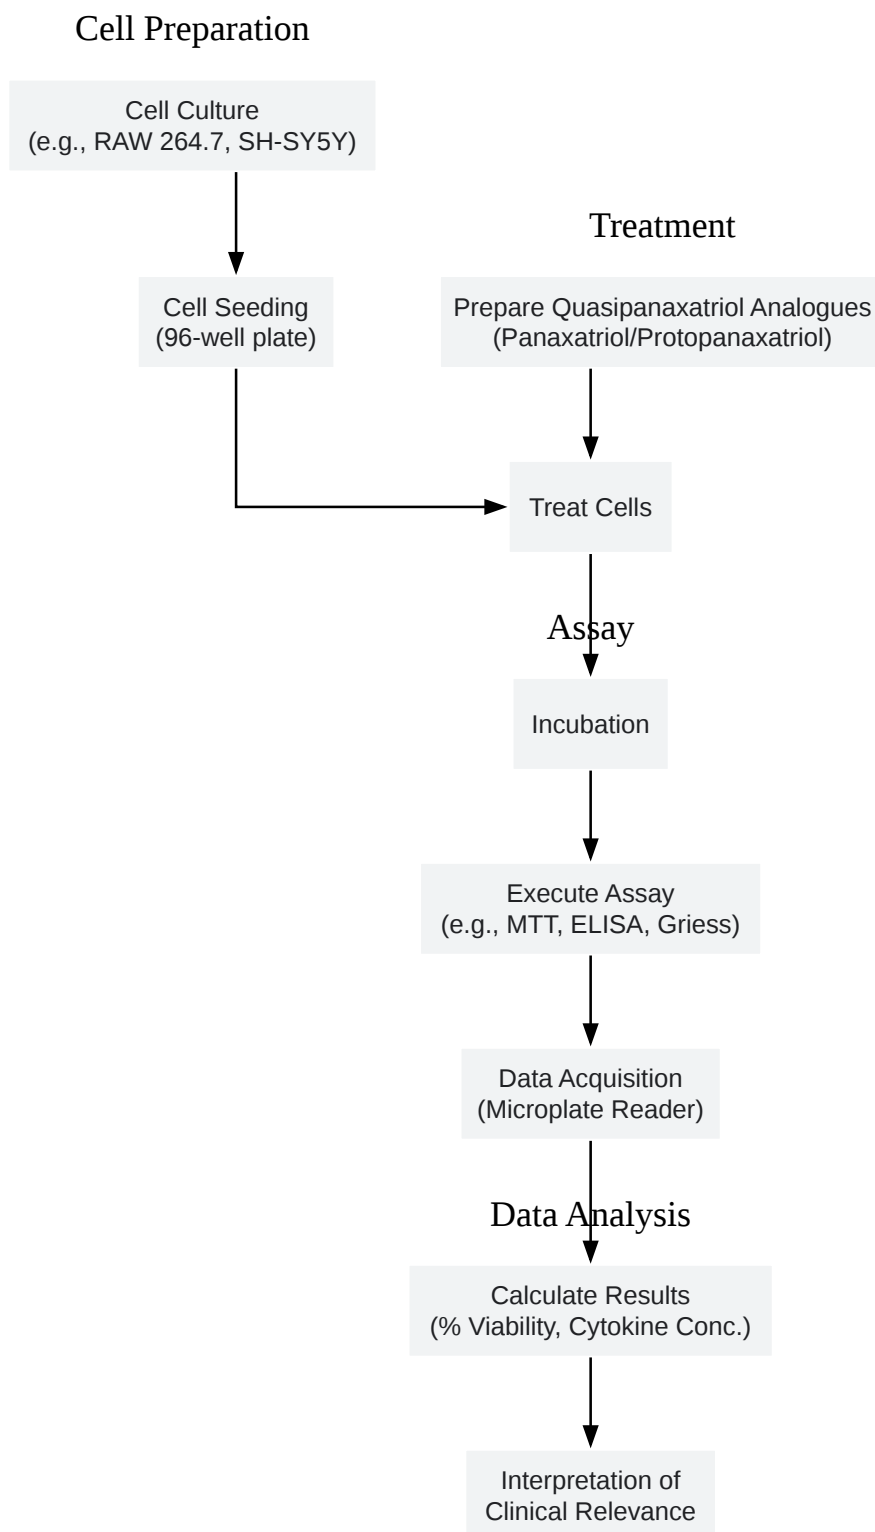 Cell Preparation
Cell Culture
(e.g., RAW 264.7, SH-SY5Y)
Cell Seeding
(96-well plate)
Treatment
Prepare Quasipanaxatriol Analogues
(Panaxatriol/Protopanaxatriol)
Treat Cells
Assay
Incubation
Execute Assay
(e.g., MTT, ELISA, Griess)
Data Acquisition
(Microplate Reader)
Data Analysis
Calculate Results
(% Viability, Cytokine Conc.)
Interpretation of
Clinical Relevance